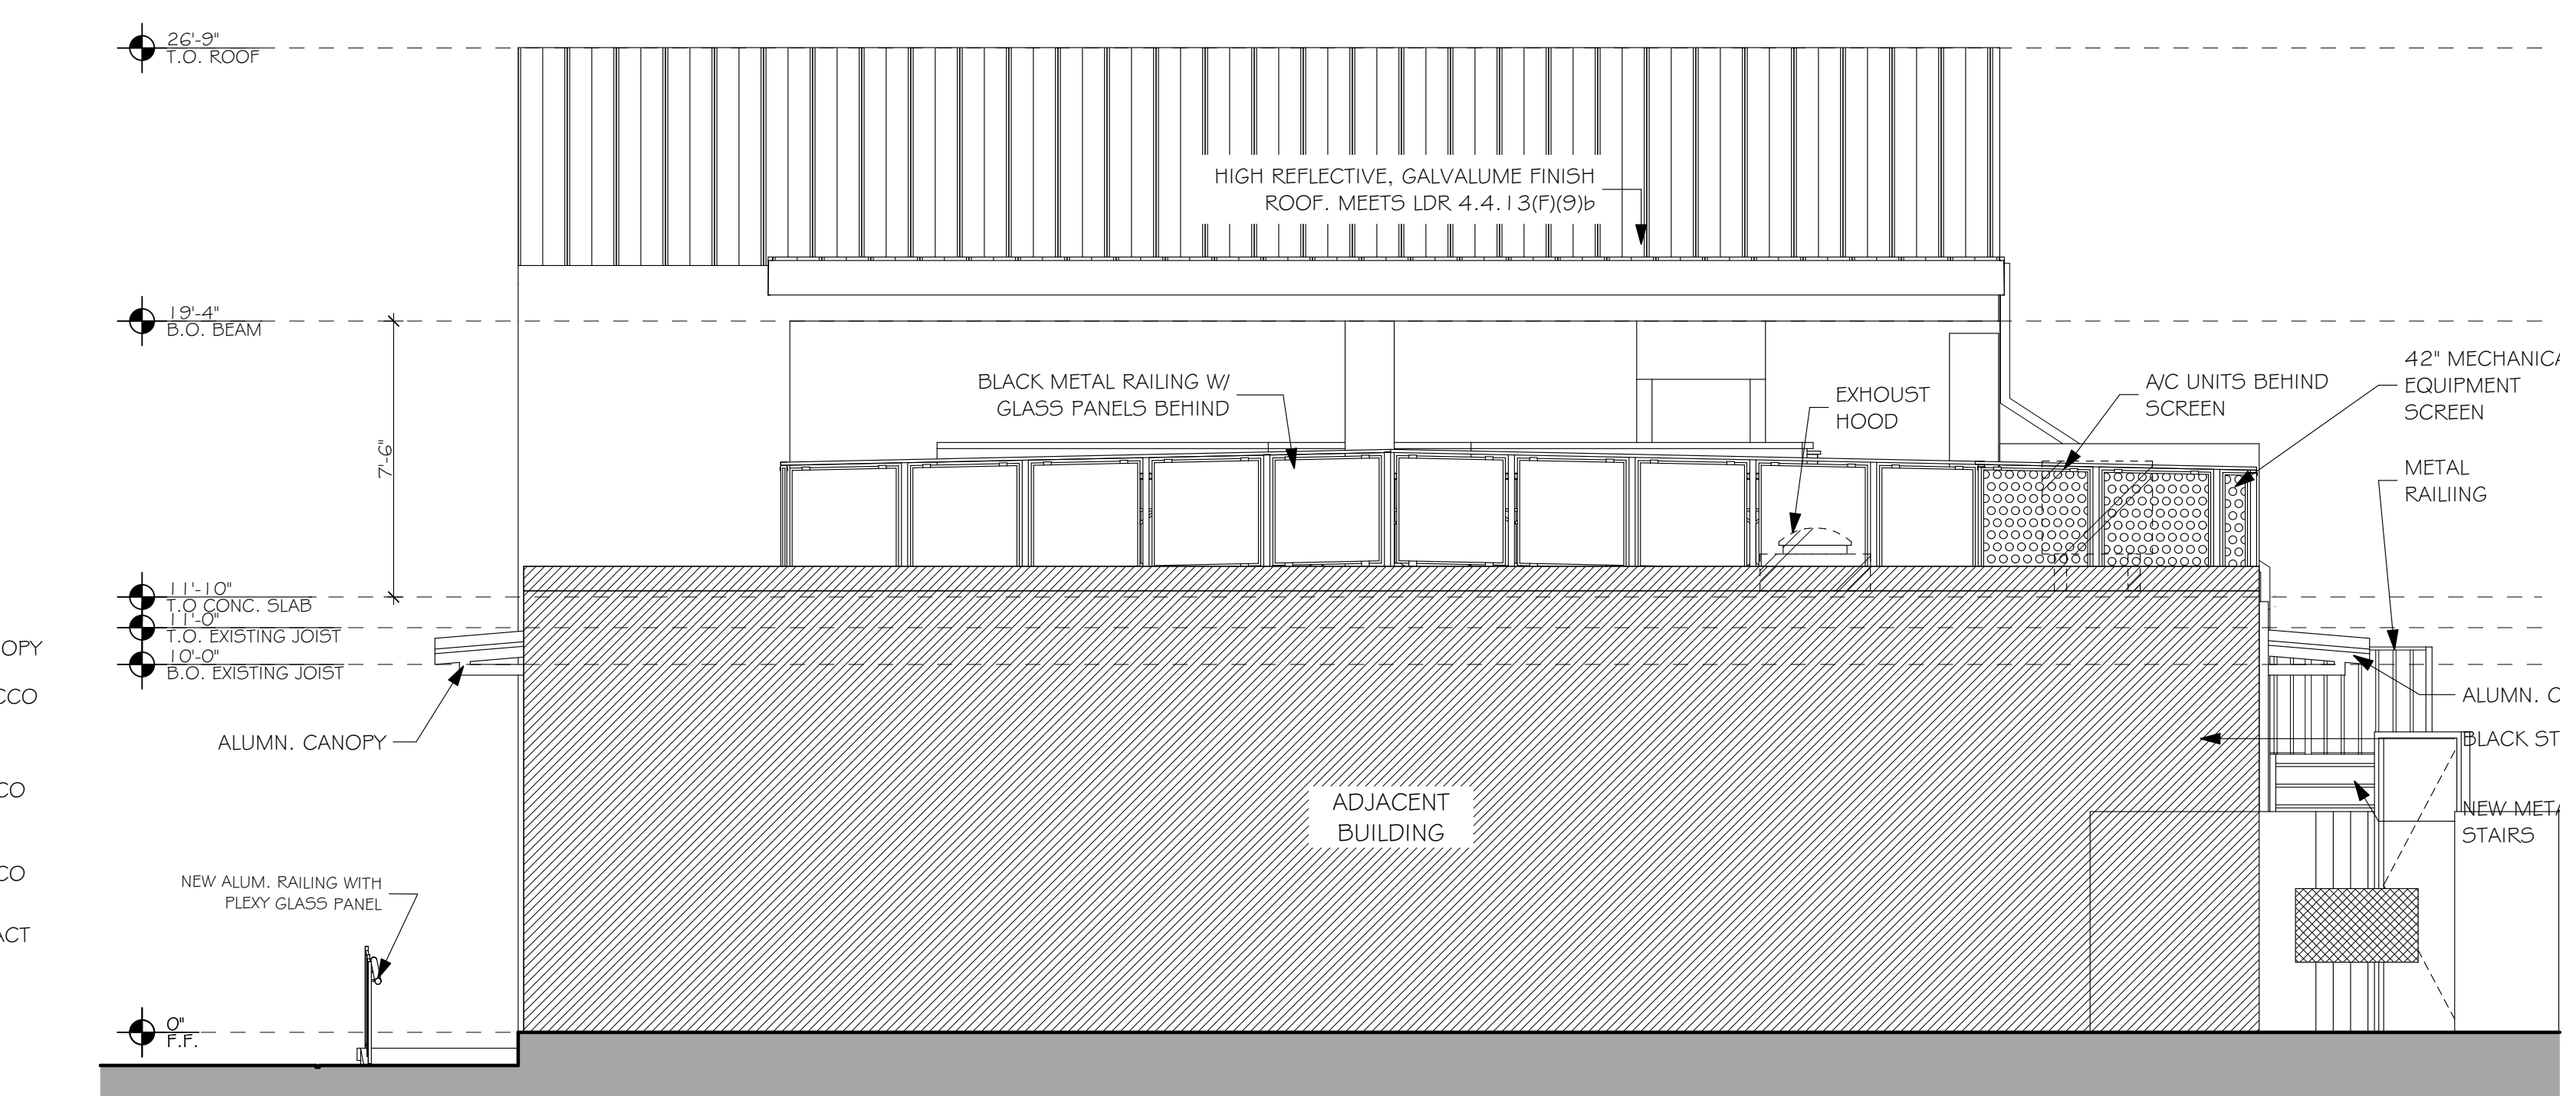 26'-9"
T.O. ROOF
HIGH REFLECTIVE, GALVALUME FINISH
ROOF. MEETS LDR 4.4.13(F)(9)b
19'-4"
B.O. BEAM
7'-6"
BLACK METAL RAILING W/
GLASS PANELS BEHIND
EXHOUST
HOOD
A/C UNITS BEHIND
SCREEN
42" MECHANICA
EQUIPMENT
SCREEN
METAL
RAILIING
11'-10"
T.O CONC. SLAB
11'-0"
T.O. EXISTING JOIST
10'-0"
B.O. EXISTING JOIST
OPY
CCO
ALUMN. CANOPY
ALUMN. C
BLACK ST
CO
ADJACENT
BUILDING
NEW META
STAIRS
CO
NEW ALUM. RAILING WITH
PLEXY GLASS PANEL
ACT
0"
F.F.